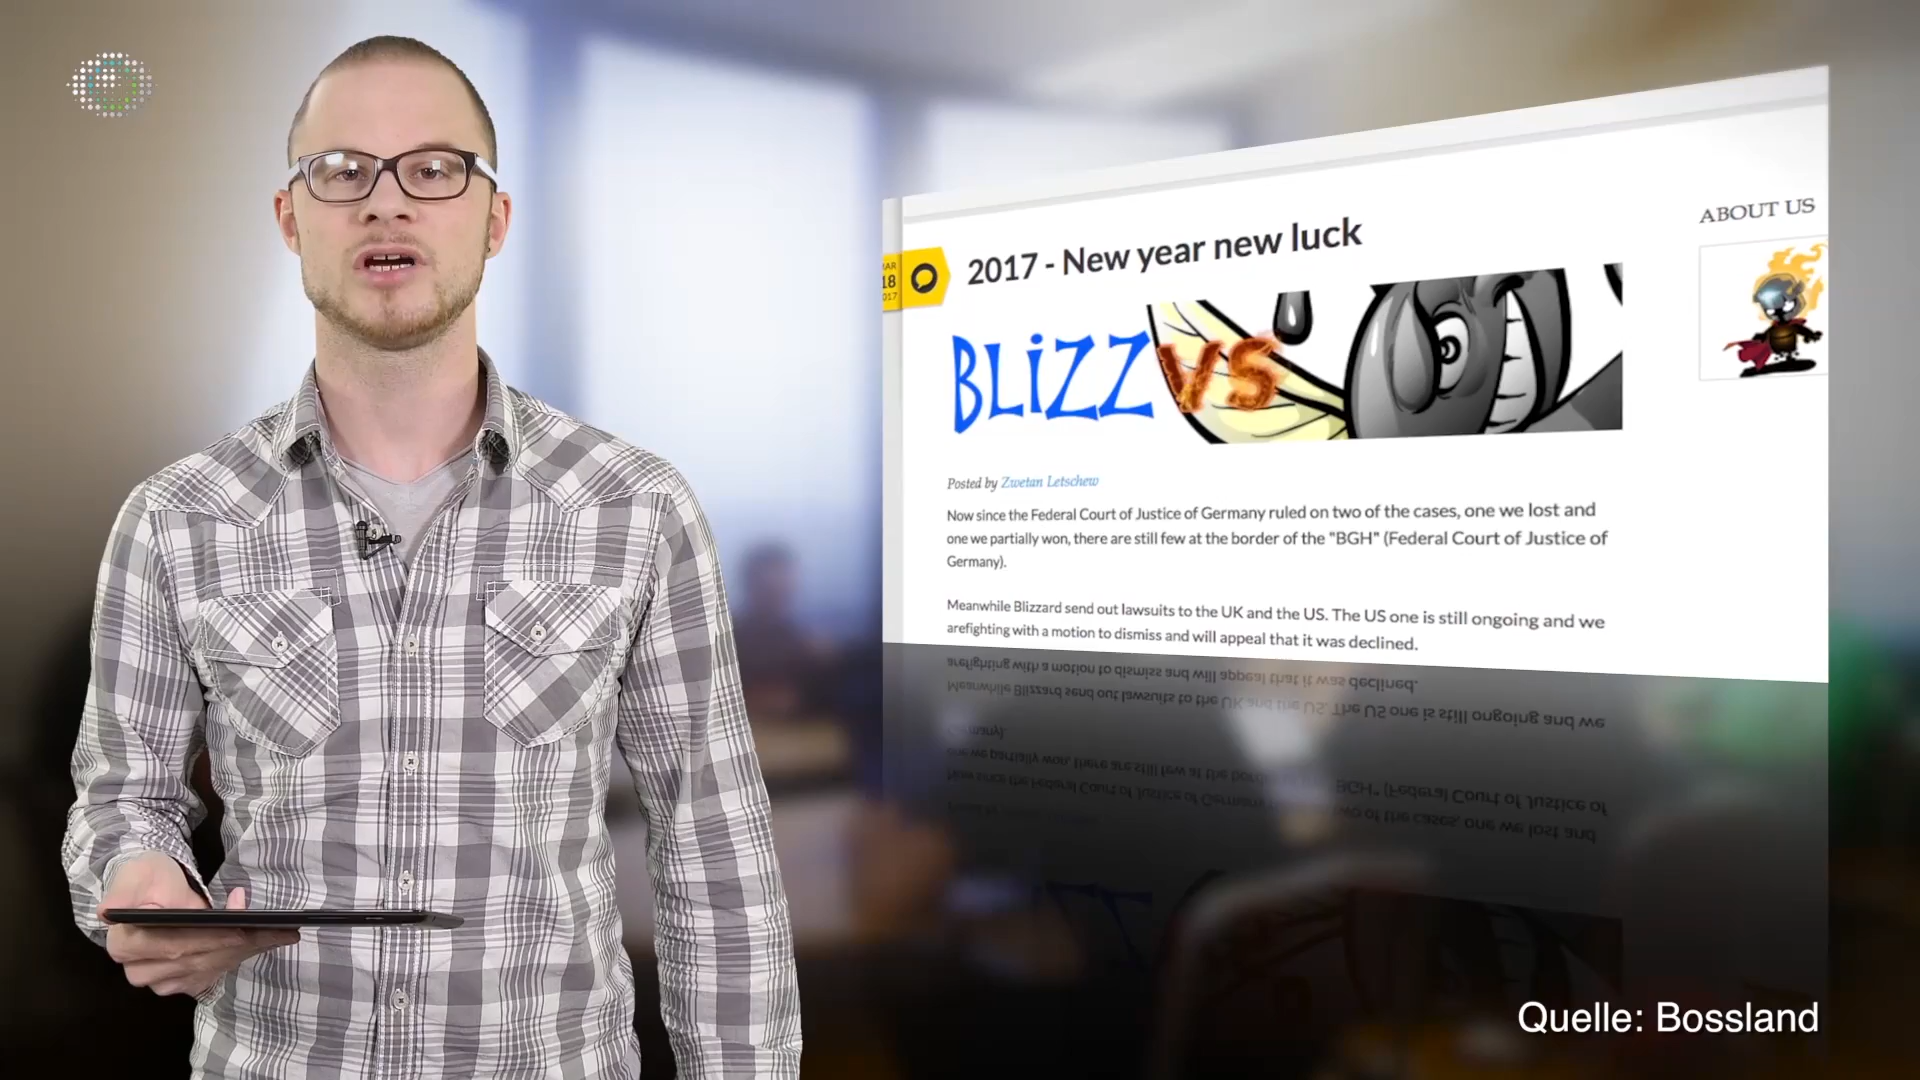 2017 - New year new luck
MAR
18
2017
ABOUT US
BLiZZ VS
Posted by Zwetan Letschew
Now since the Federal Court of Justice of Germany ruled on two of the cases, one we lost and
one we partially won, there are still few at the border of the "BGH" (Federal Court of Justice of
Germany).
Meanwhile Blizzard send out lawsuits to the UK and the US. The US one is still ongoing and we
arefighting with a motion to dismiss and will appeal that it was declined.
Quelle: Bossland